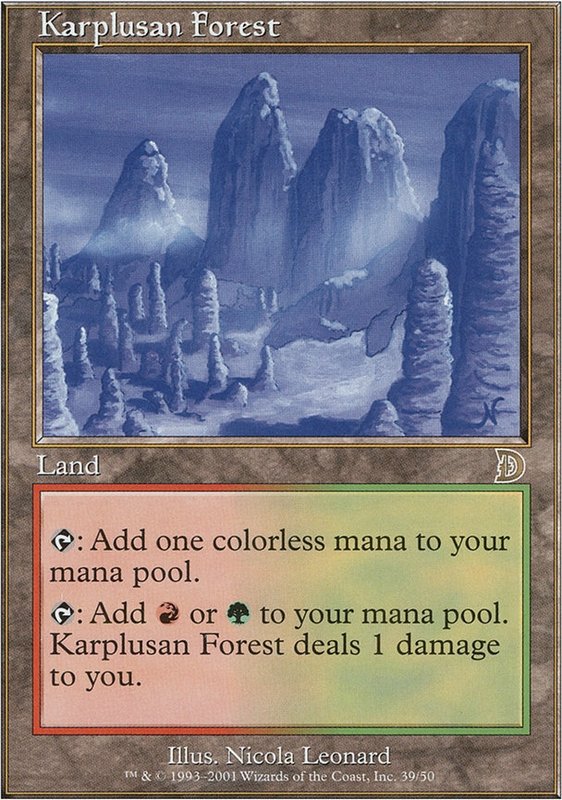 Karplusan Forest
Land
: Add one colorless mana to your
mana pool.
: Add or to your mana pool.
Karplusan Forest deals 1 damage
to you.
Illus. Nicola Leonard
™ & © 1993–2001 Wizards of the Coast, Inc. 39/50